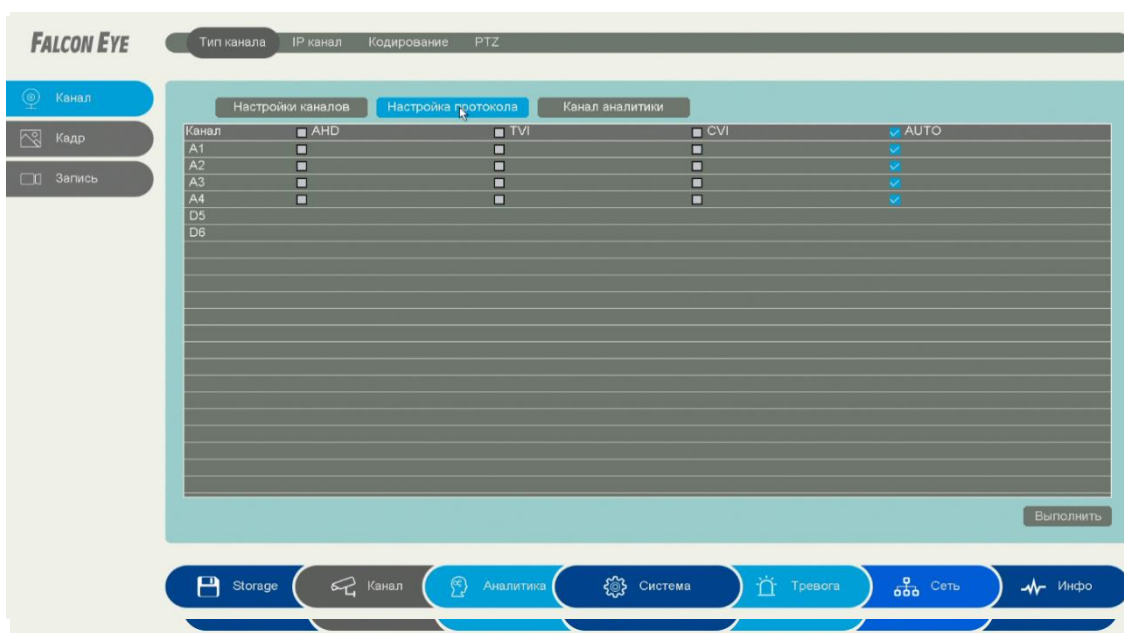 FALCON EYE
Тип канала IP канал Кодирование PTZ
Канал
Кадр
Запись
Настройки каналов Настройка протокола Канал аналитики
Канал AHD TVI CVI AUTO
A1
A2
A3
A4
D5
D6
Выполнить
Storage Канал Аналитика Система Тревога Сеть Инфо